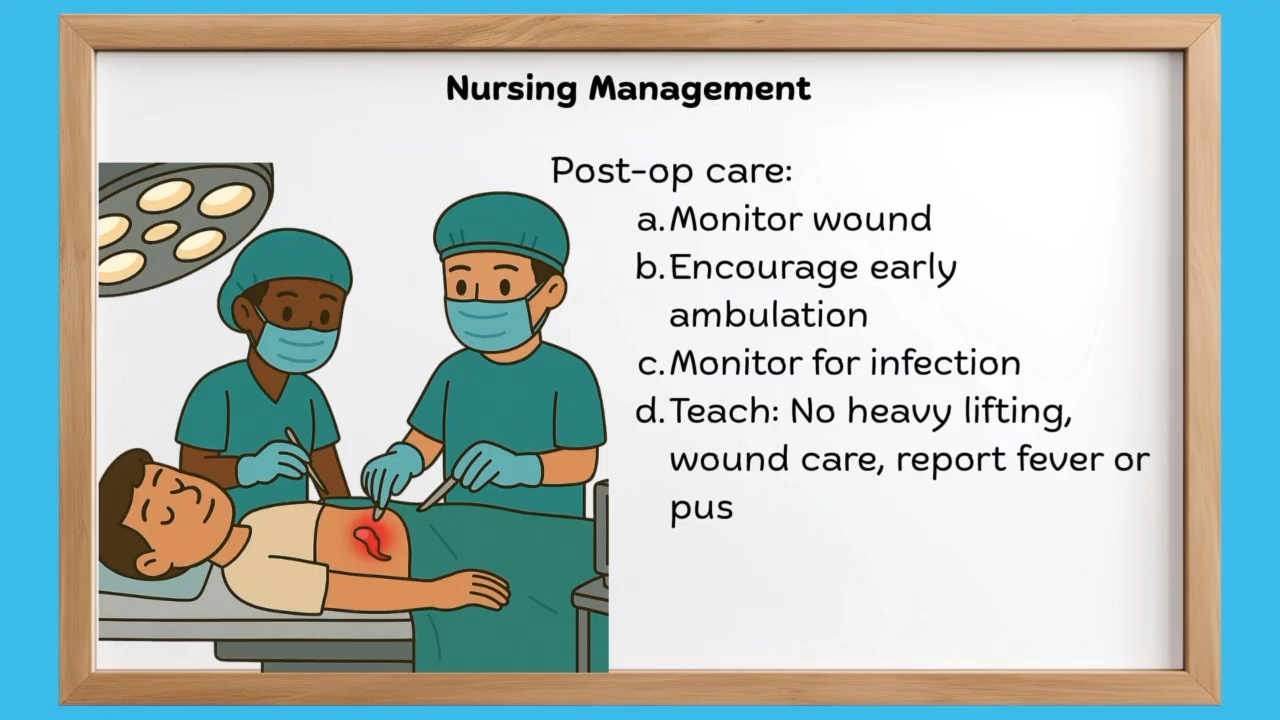 Nursing Management
Post-op care:
a. Monitor wound
b. Encourage early
ambulation
c. Monitor for infection
d. Teach: No heavy lifting,
wound care, report fever or
pus